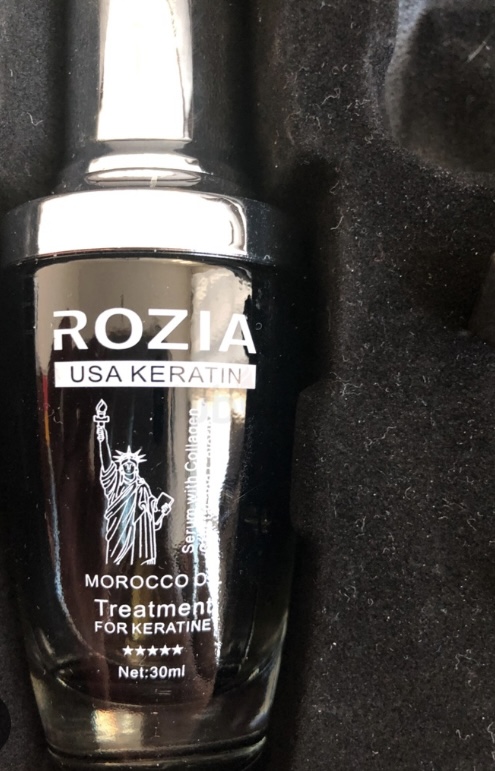 ROZIA
USA KERATIN
Serum with Collagen
MOROCCO
Treatment
FOR KERATINE
★★★★★
Net:30ml